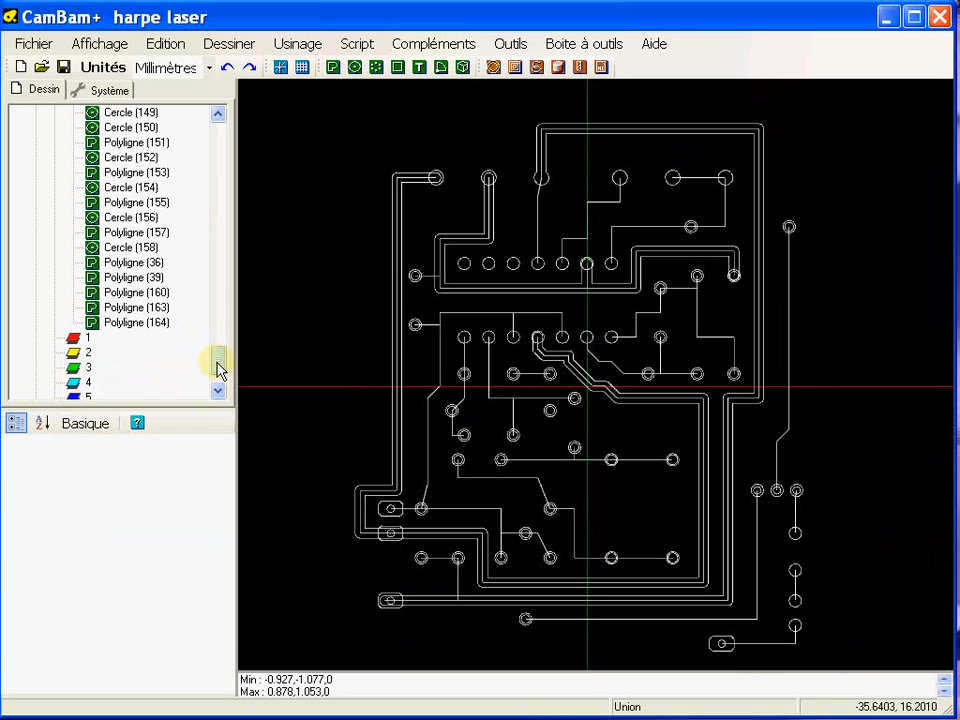 CamBam+ harpe laser
Fichier Affichage Edition Dessiner Usinage Script Compléments Outils Boite à outils Aide
Unités Millimètres
Dessin Système
Cercle (149)
Cercle (150)
Polyligne (151)
Cercle (152)
Polyligne (153)
Cercle (154)
Polyligne (155)
Cercle (156)
Polyligne (157)
Cercle (158)
Polyligne (36)
Polyligne (39)
Polyligne (160)
Polyligne (163)
Polyligne (164)
1
2
3
4
5
Basique
Min : -0.927,-1.077,0
Max : 0.878,1.053,0
Union -35.6403, 16.2010